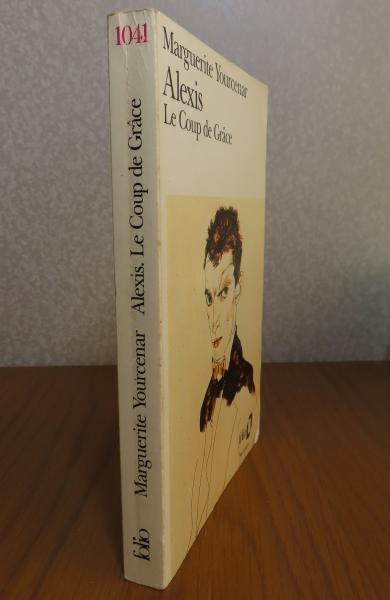 1041
Marguerite Yourcenar Alexis. Le Coup de Grâce
folio
Marguerite Yourcenar
Alexis
Le Coup de Grâce